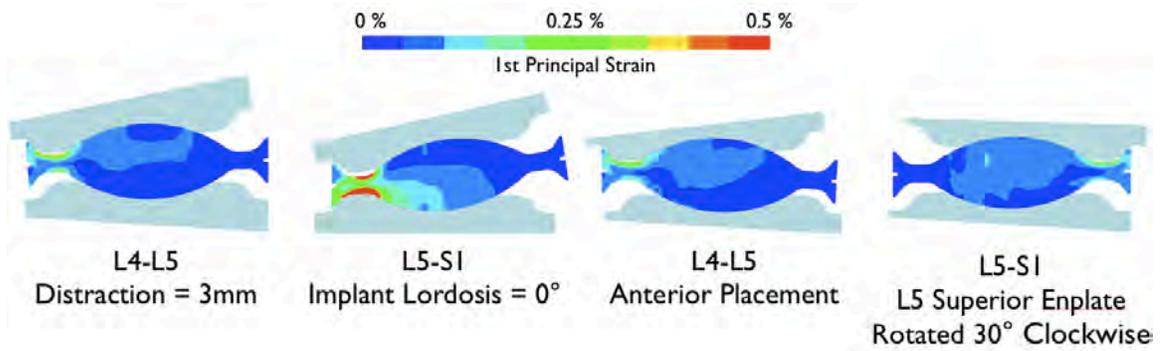 0 % 0.25 % 0.5 %
1st Principal Strain
L4-L5
Distraction = 3mm
L5-S1
Implant Lordosis = 0°
L4-L5
Anterior Placement
L5-S1
L5 Superior Enplate
Rotated 30° Clockwise